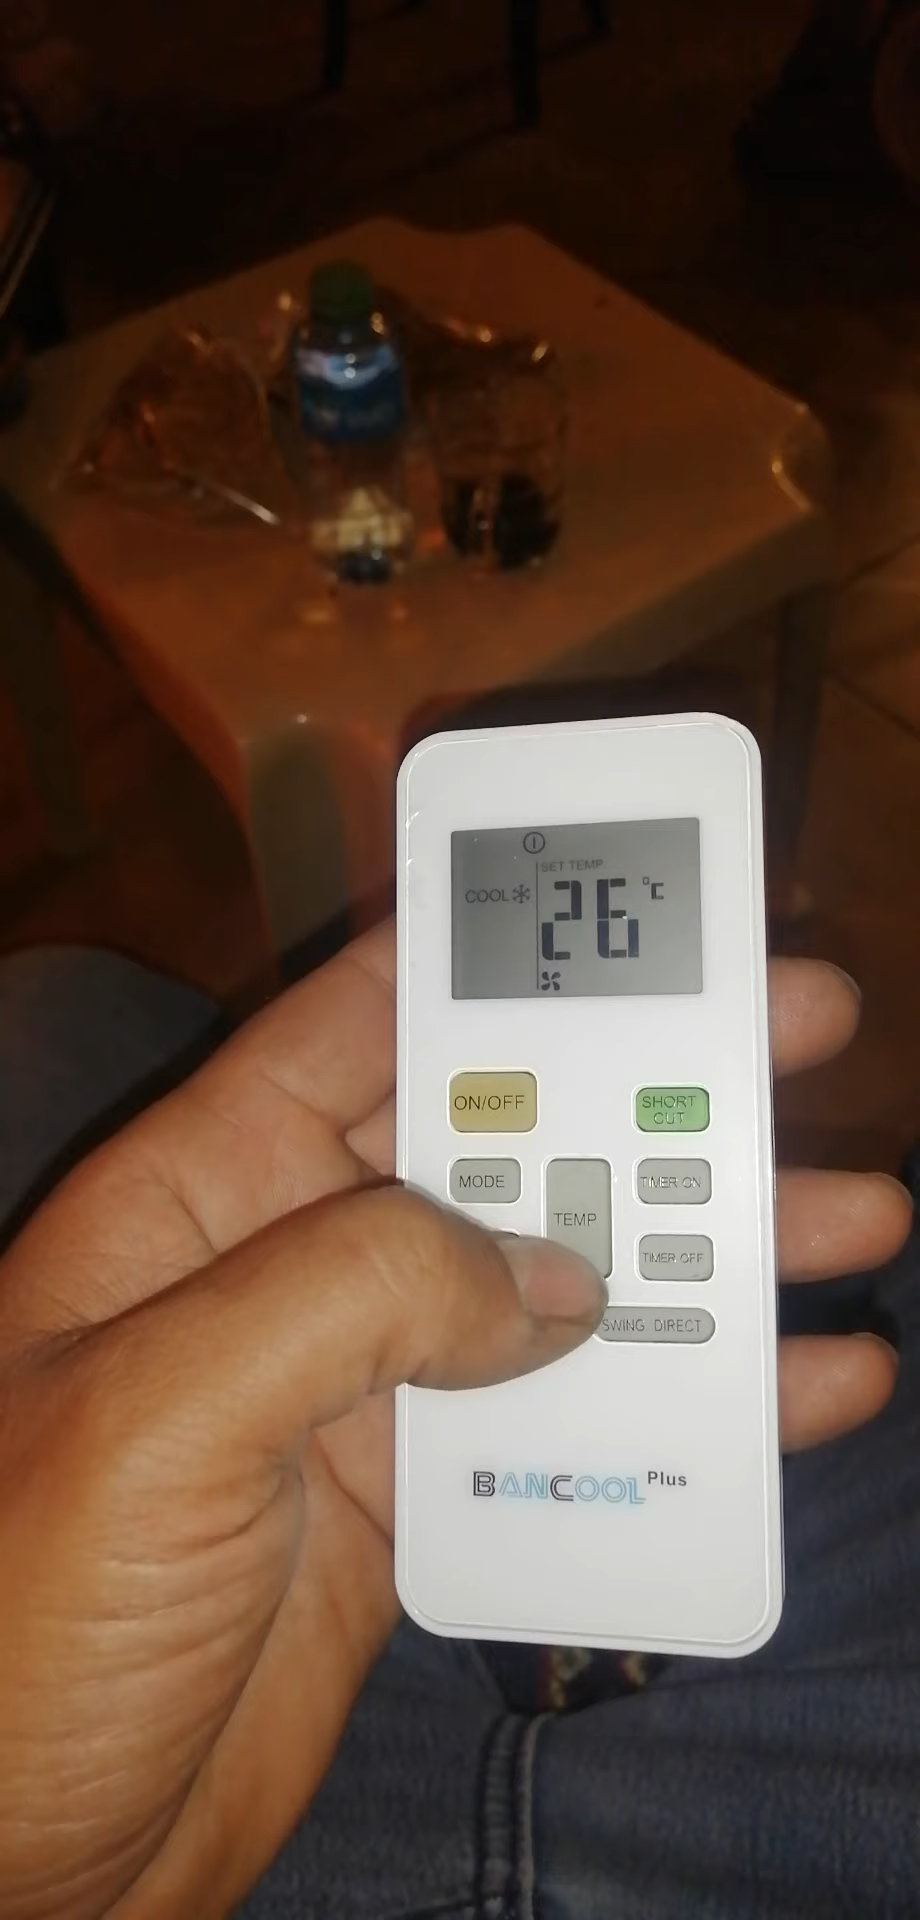 SET TEMP
COOL 26 °C
ON/OFF
SHORT CUT
MODE
TEMP
TIMER ON
TIMER OFF
SWING DIRECT
BANCOOL Plus